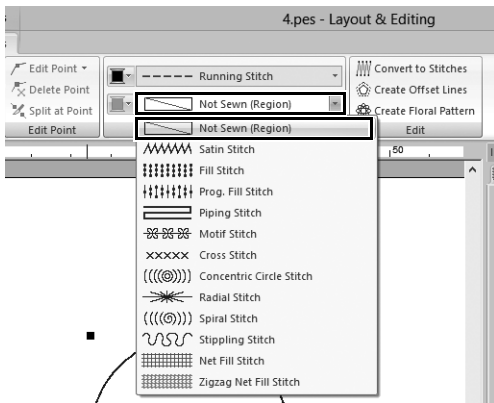 4.pes - Layout & Editing
Edit Point
Delete Point
Split at Point
Edit Point
Running Stitch
Not Sewn (Region)
Convert to Stitches
Create Offset Lines
Create Floral Pattern
Edit
50
Not Sewn (Region)
Satin Stitch
Fill Stitch
Prog. Fill Stitch
Piping Stitch
Motif Stitch
Cross Stitch
Concentric Circle Stitch
Radial Stitch
Spiral Stitch
Stippling Stitch
Net Fill Stitch
Zigzag Net Fill Stitch